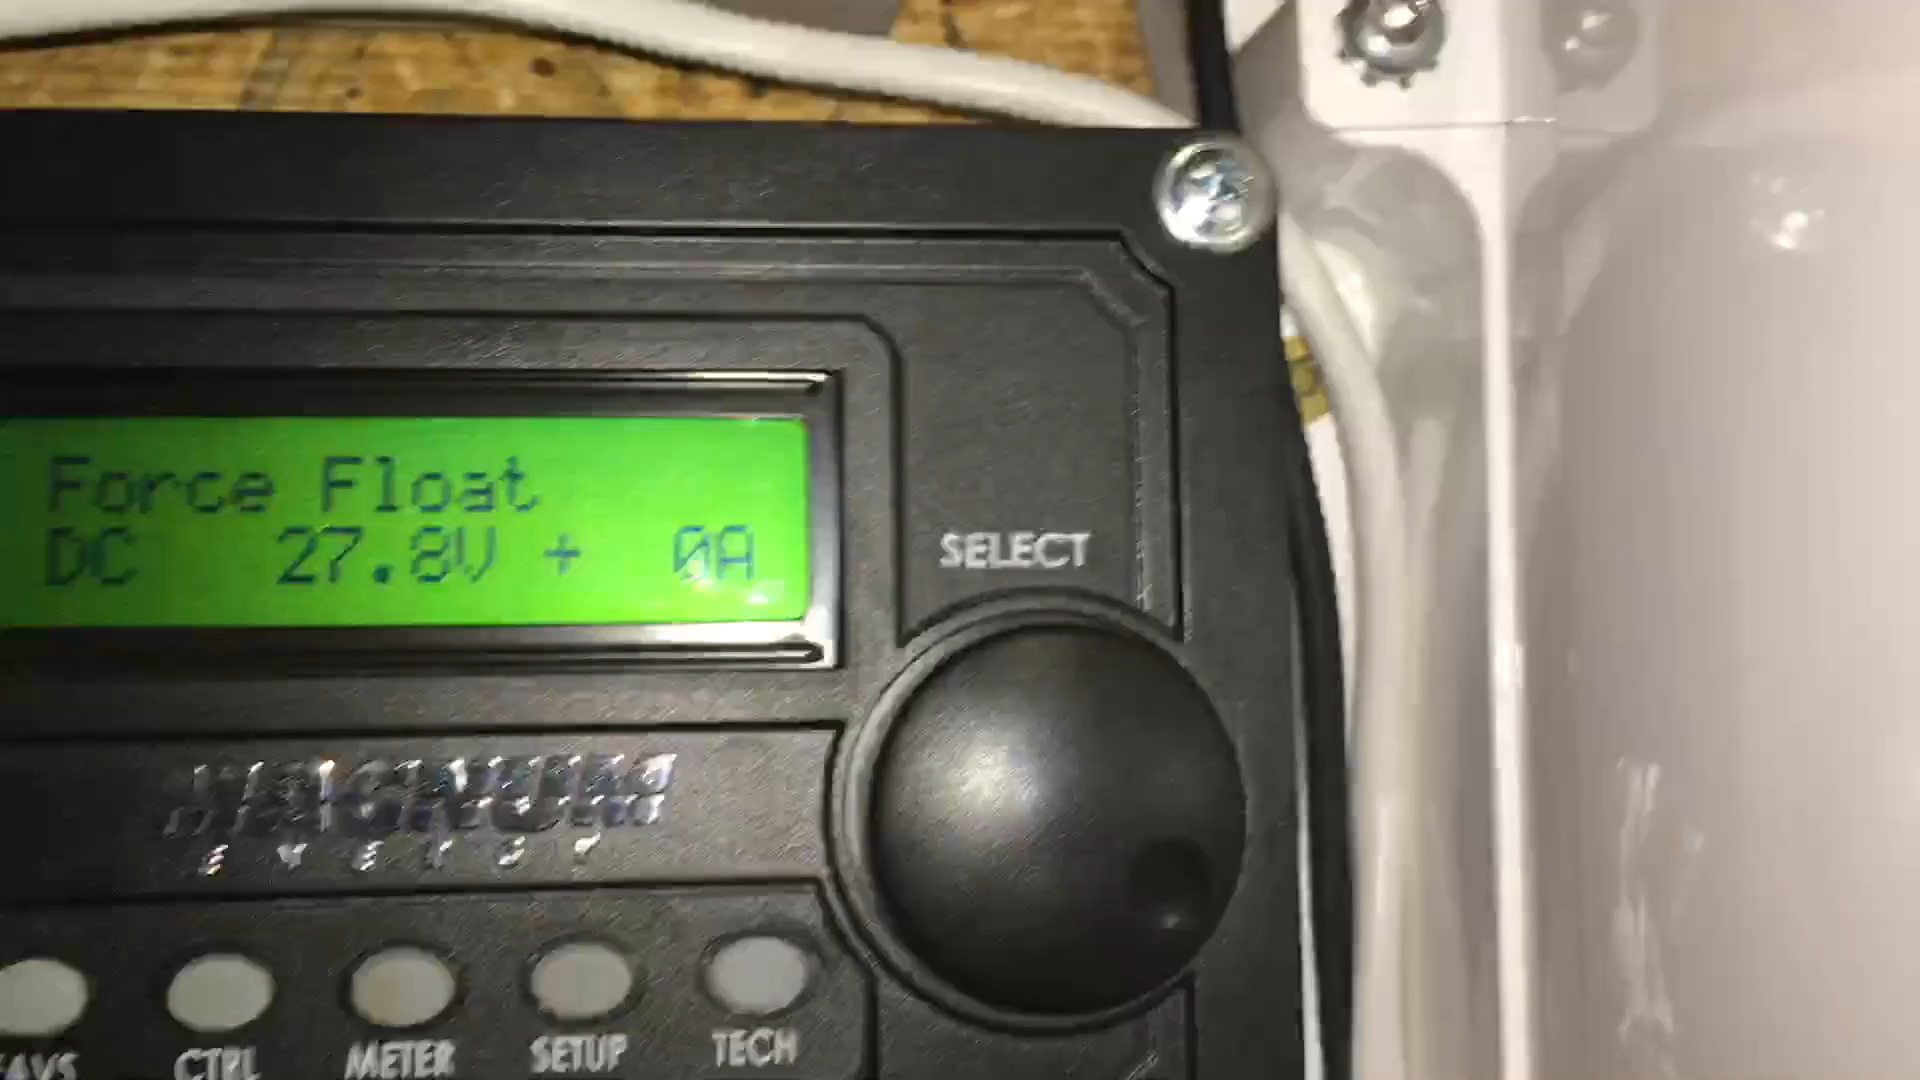 Force Float
DC 27.8V + 0A
SELECT
CTRL
METER
SETUP
TECH